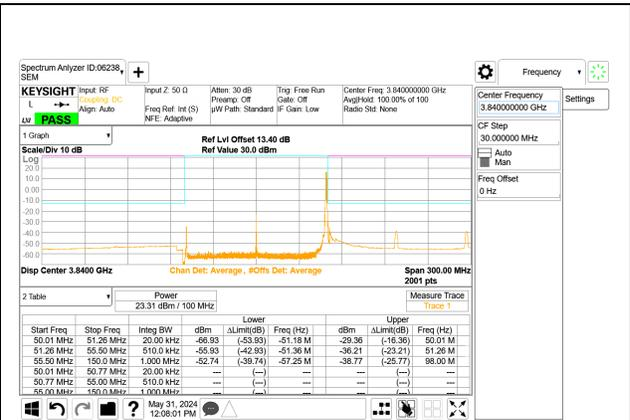 Spectrum Anlyzer ID:06238,
SEM
Frequency
KEYSIGHT Input: RF Input Z: 50 Ω Atten: 30 dB Trig: Free Run Center Freq: 3.840000000 GHz
L Coupling: DC Preamp: Off Gate: Off Avg|Hold: 100.00% of 100
Align: Auto Freq Ref: Int (S) µW Path: Standard IF Gain: Low Radio Std: None
PASS NFE: Adaptive
Center Frequency
3.840000000 GHz
Settings
CF Step
30.000000 MHz
Auto
Man
Freq Offset
0 Hz
1 Graph
Ref Lvl Offset 13.40 dB
Scale/Div 10 dB Ref Value 30.0 dBm
Log
20.0
10.0
0.00
-10.0
-20.0
-30.0
-40.0
-50.0
-60.0
Disp Center 3.8400 GHz Chan Det: Average , #Offs Det: Average Span 300.00 MHz
2001 pts
2 Table
Power
23.31 dBm / 100 MHz
Measure Trace
Trace 1
Lower Upper
Start Freq Stop Freq Integ BW dBm ΔLimit(dB) Freq (Hz) dBm ΔLimit(dB) Freq (Hz)
50.01 MHz 51.26 MHz 20.00 kHz -66.93 (-53.93) -51.18 M -29.36 (-16.36) 50.01 M
51.26 MHz 55.50 MHz 510.0 kHz -55.93 (-42.93) -51.36 M -36.21 (-23.21) 51.26 M
55.50 MHz 150.0 MHz 1.000 MHz -52.74 (-39.74) -57.25 M -38.77 (-25.77) 98.00 M
50.01 MHz 50.77 MHz 20.00 kHz --- (---) --- (---)
50.77 MHz 55.00 MHz 510.0 kHz --- (---) --- (---)
55.00 MHz 150.0 MHz 1.000 MHz --- (---) --- (---)
May 31, 2024
12:08:01 PM